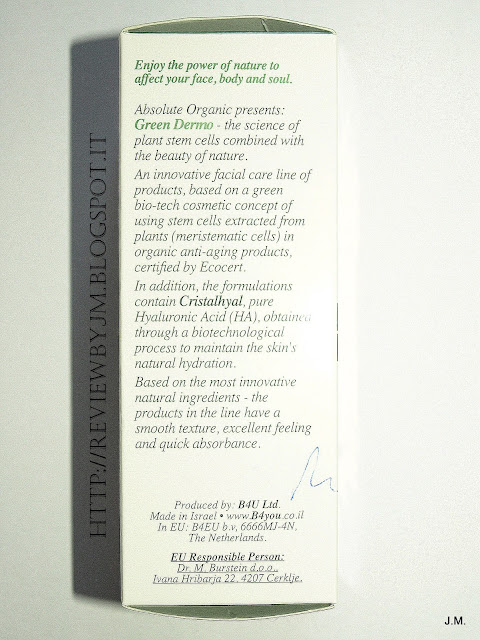 Enjoy the power of nature to
affect your face, body and soul.
Absolute Organic presents:
Green Dermo - the science of
plant stem cells combined with
the beauty of nature.
An innovative facial care line of
products, based on a green
bio-tech cosmetic concept of
using stem cells extracted from
plants (meristematic cells) in
organic anti-aging products,
certified by Ecocert.
In addition, the formulations
contain Cristalhyal, pure
Hyaluronic Acid (HA), obtained
through a biotechnological
process to maintain the skin's
natural hydration.
Based on the most innovative
natural ingredients - the
products in the line have a
smooth texture, excellent feeling
and quick absorbance.
Produced by: B4U Ltd.
Made in Israel • www.B4you.co.il
In EU: B4EU b.v, 6666MJ-4N,
The Netherlands.
EU Responsible Person:
Dr. M. Burstein d.o.o.,
Ivana Hribarja 22, 4207 Cerklje,
HTTP://REVIEWBYJM.BLOGSPOT.IT
J.M.